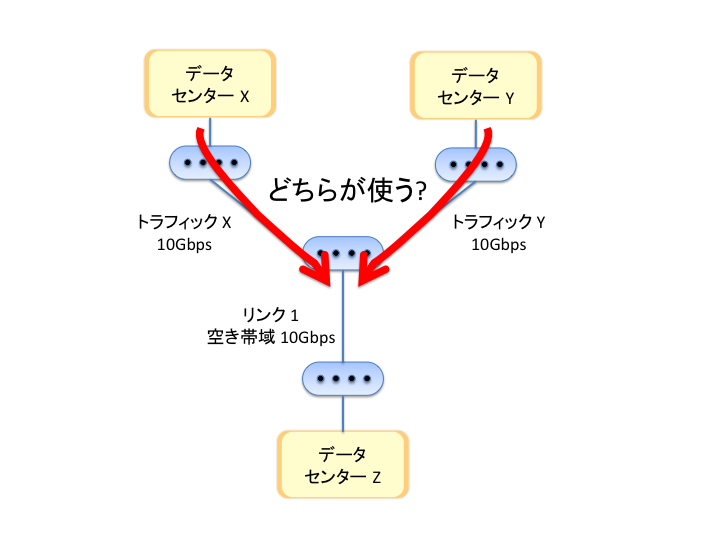 データ
センター X
データ
センター Y
どちらが使う?
トラフィック X
10Gbps
トラフィック Y
10Gbps
リンク 1
空き帯域 10Gbps
データ
センター Z